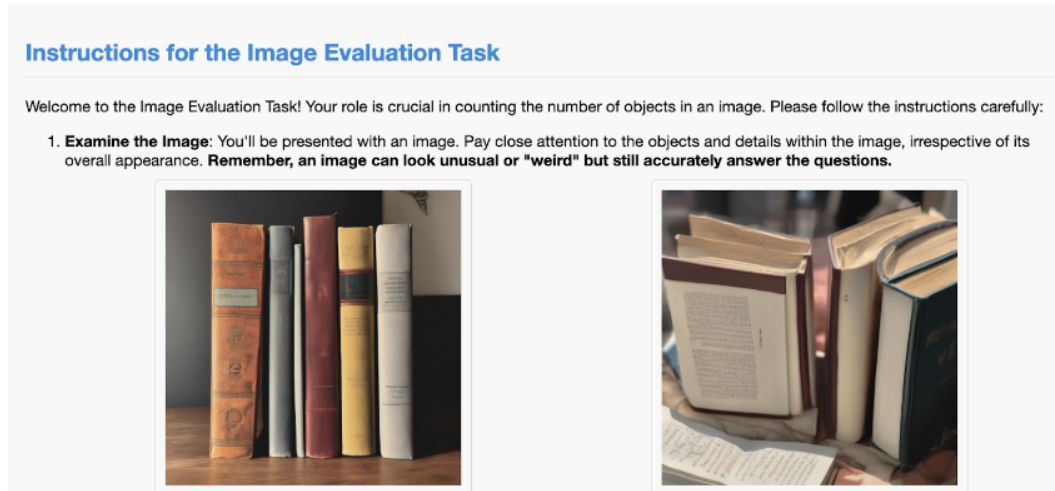 Instructions for the Image Evaluation Task
Welcome to the Image Evaluation Task! Your role is crucial in counting the number of objects in an image. Please follow the instructions carefully:
1. Examine the Image: You'll be presented with an image. Pay close attention to the objects and details within the image, irrespective of its
overall appearance. Remember, an image can look unusual or "weird" but still accurately answer the questions.